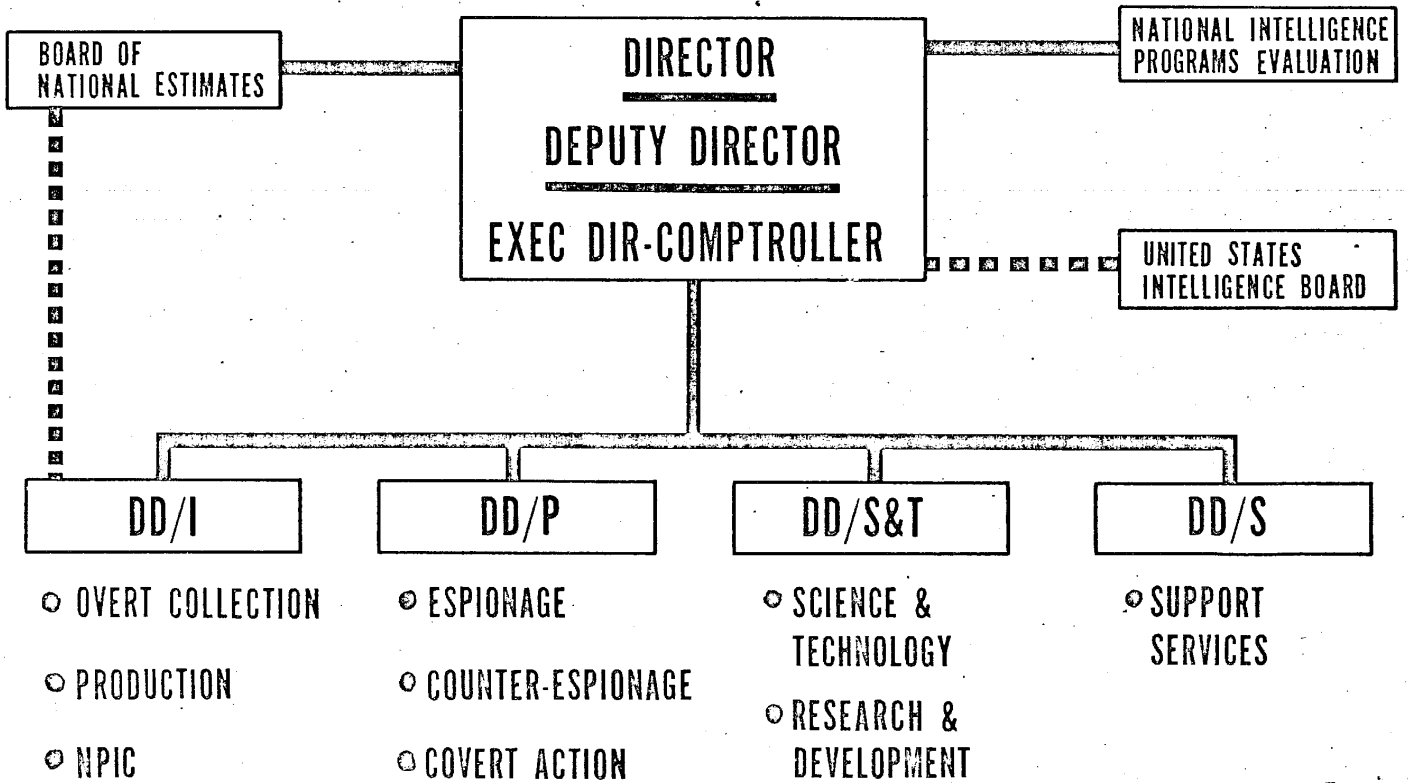 BOARD OF
NATIONAL ESTIMATES
DIRECTOR
DEPUTY DIRECTOR
EXEC DIR-COMPTROLLER
NATIONAL INTELLIGENCE
PROGRAMS EVALUATION
UNITED STATES
INTELLIGENCE BOARD
DD/I
OVERT COLLECTION
PRODUCTION
NPIC
DD/P
ESPIONAGE
COUNTER-ESPIONAGE
COVERT ACTION
DD/S&T
SCIENCE &
TECHNOLOGY
RESEARCH &
DEVELOPMENT
DD/S
SUPPORT
SERVICES